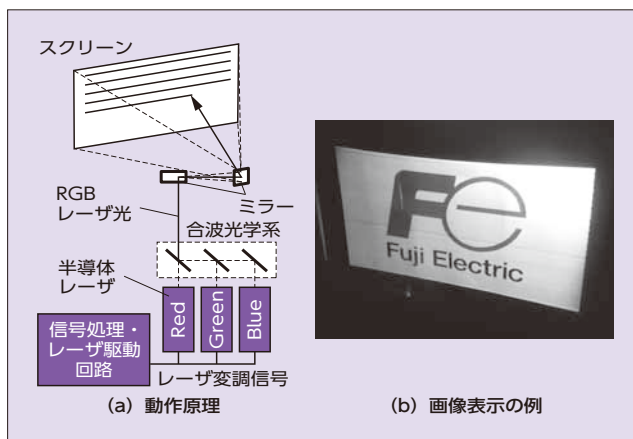 スクリーン
RGB
レーザ光
ミラー
合波光学系
半導体
レーザ
Red
Green
Blue
信号処理・
レーザ駆動
回路
レーザ変調信号
(a) 動作原理
Fe
Fuji Electric
(b) 画像表示の例